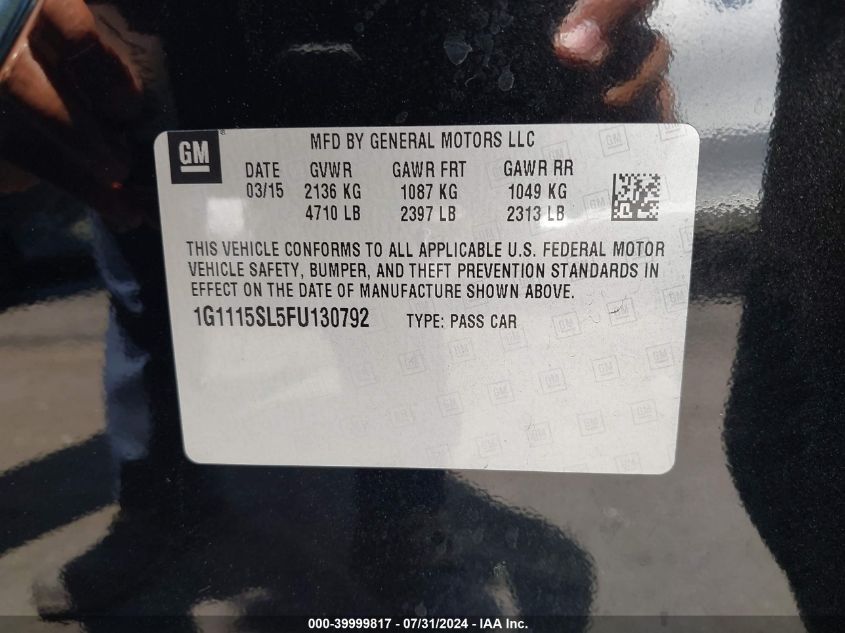 GM ® MFD BY GENERAL MOTORS LLC
DATE GVWR GAWR FRT GAWR RR
03/15 2136 KG 1087 KG 1049 KG
4710 LB 2397 LB 2313 LB
THIS VEHICLE CONFORMS TO ALL APPLICABLE U.S. FEDERAL MOTOR
VEHICLE SAFETY, BUMPER, AND THEFT PREVENTION STANDARDS IN
EFFECT ON THE DATE OF MANUFACTURE SHOWN ABOVE.
1G1115SL5FU130792 TYPE: PASS CAR
000-39999817 - 07/31/2024 - IAA Inc.